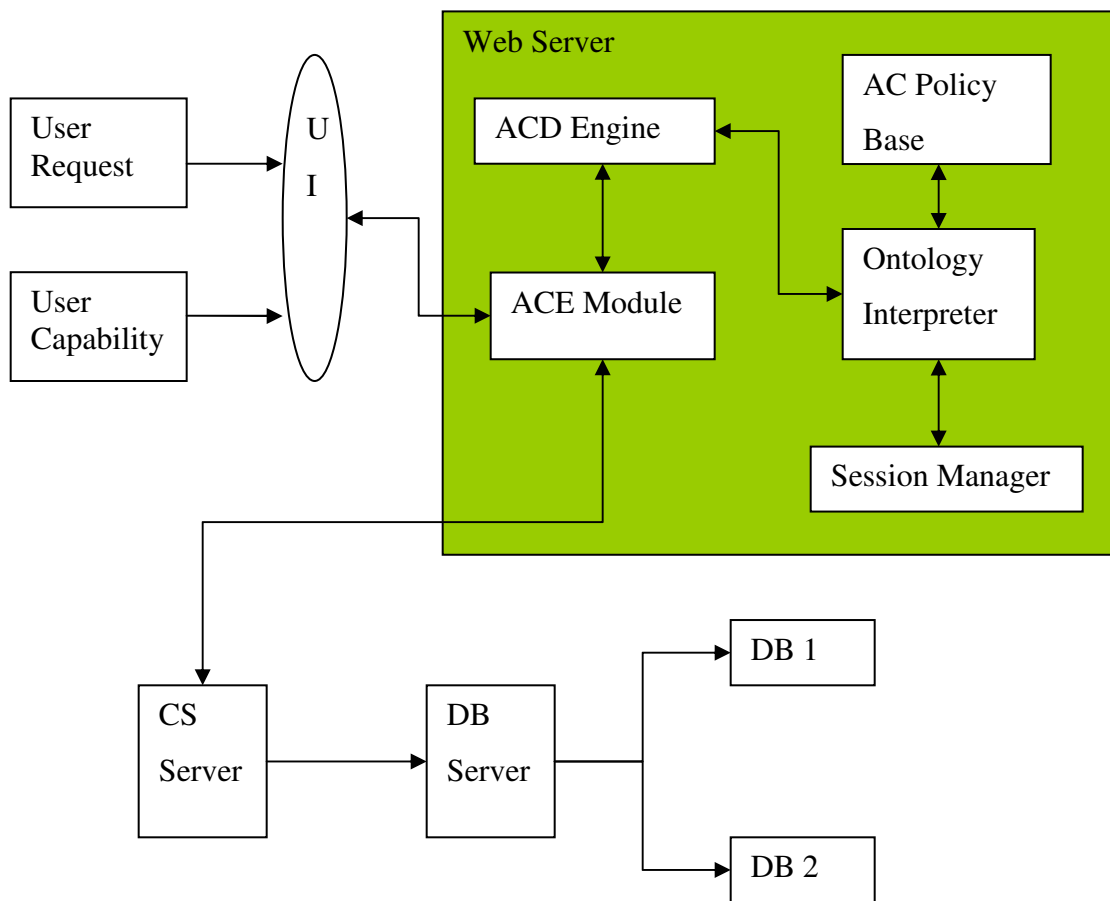 Web Server
User
Request
User
Capability
U
I
ACD Engine
ACE Module
AC Policy
Base
Ontology
Interpreter
Session Manager
CS
Server
DB
Server
DB 1
DB 2